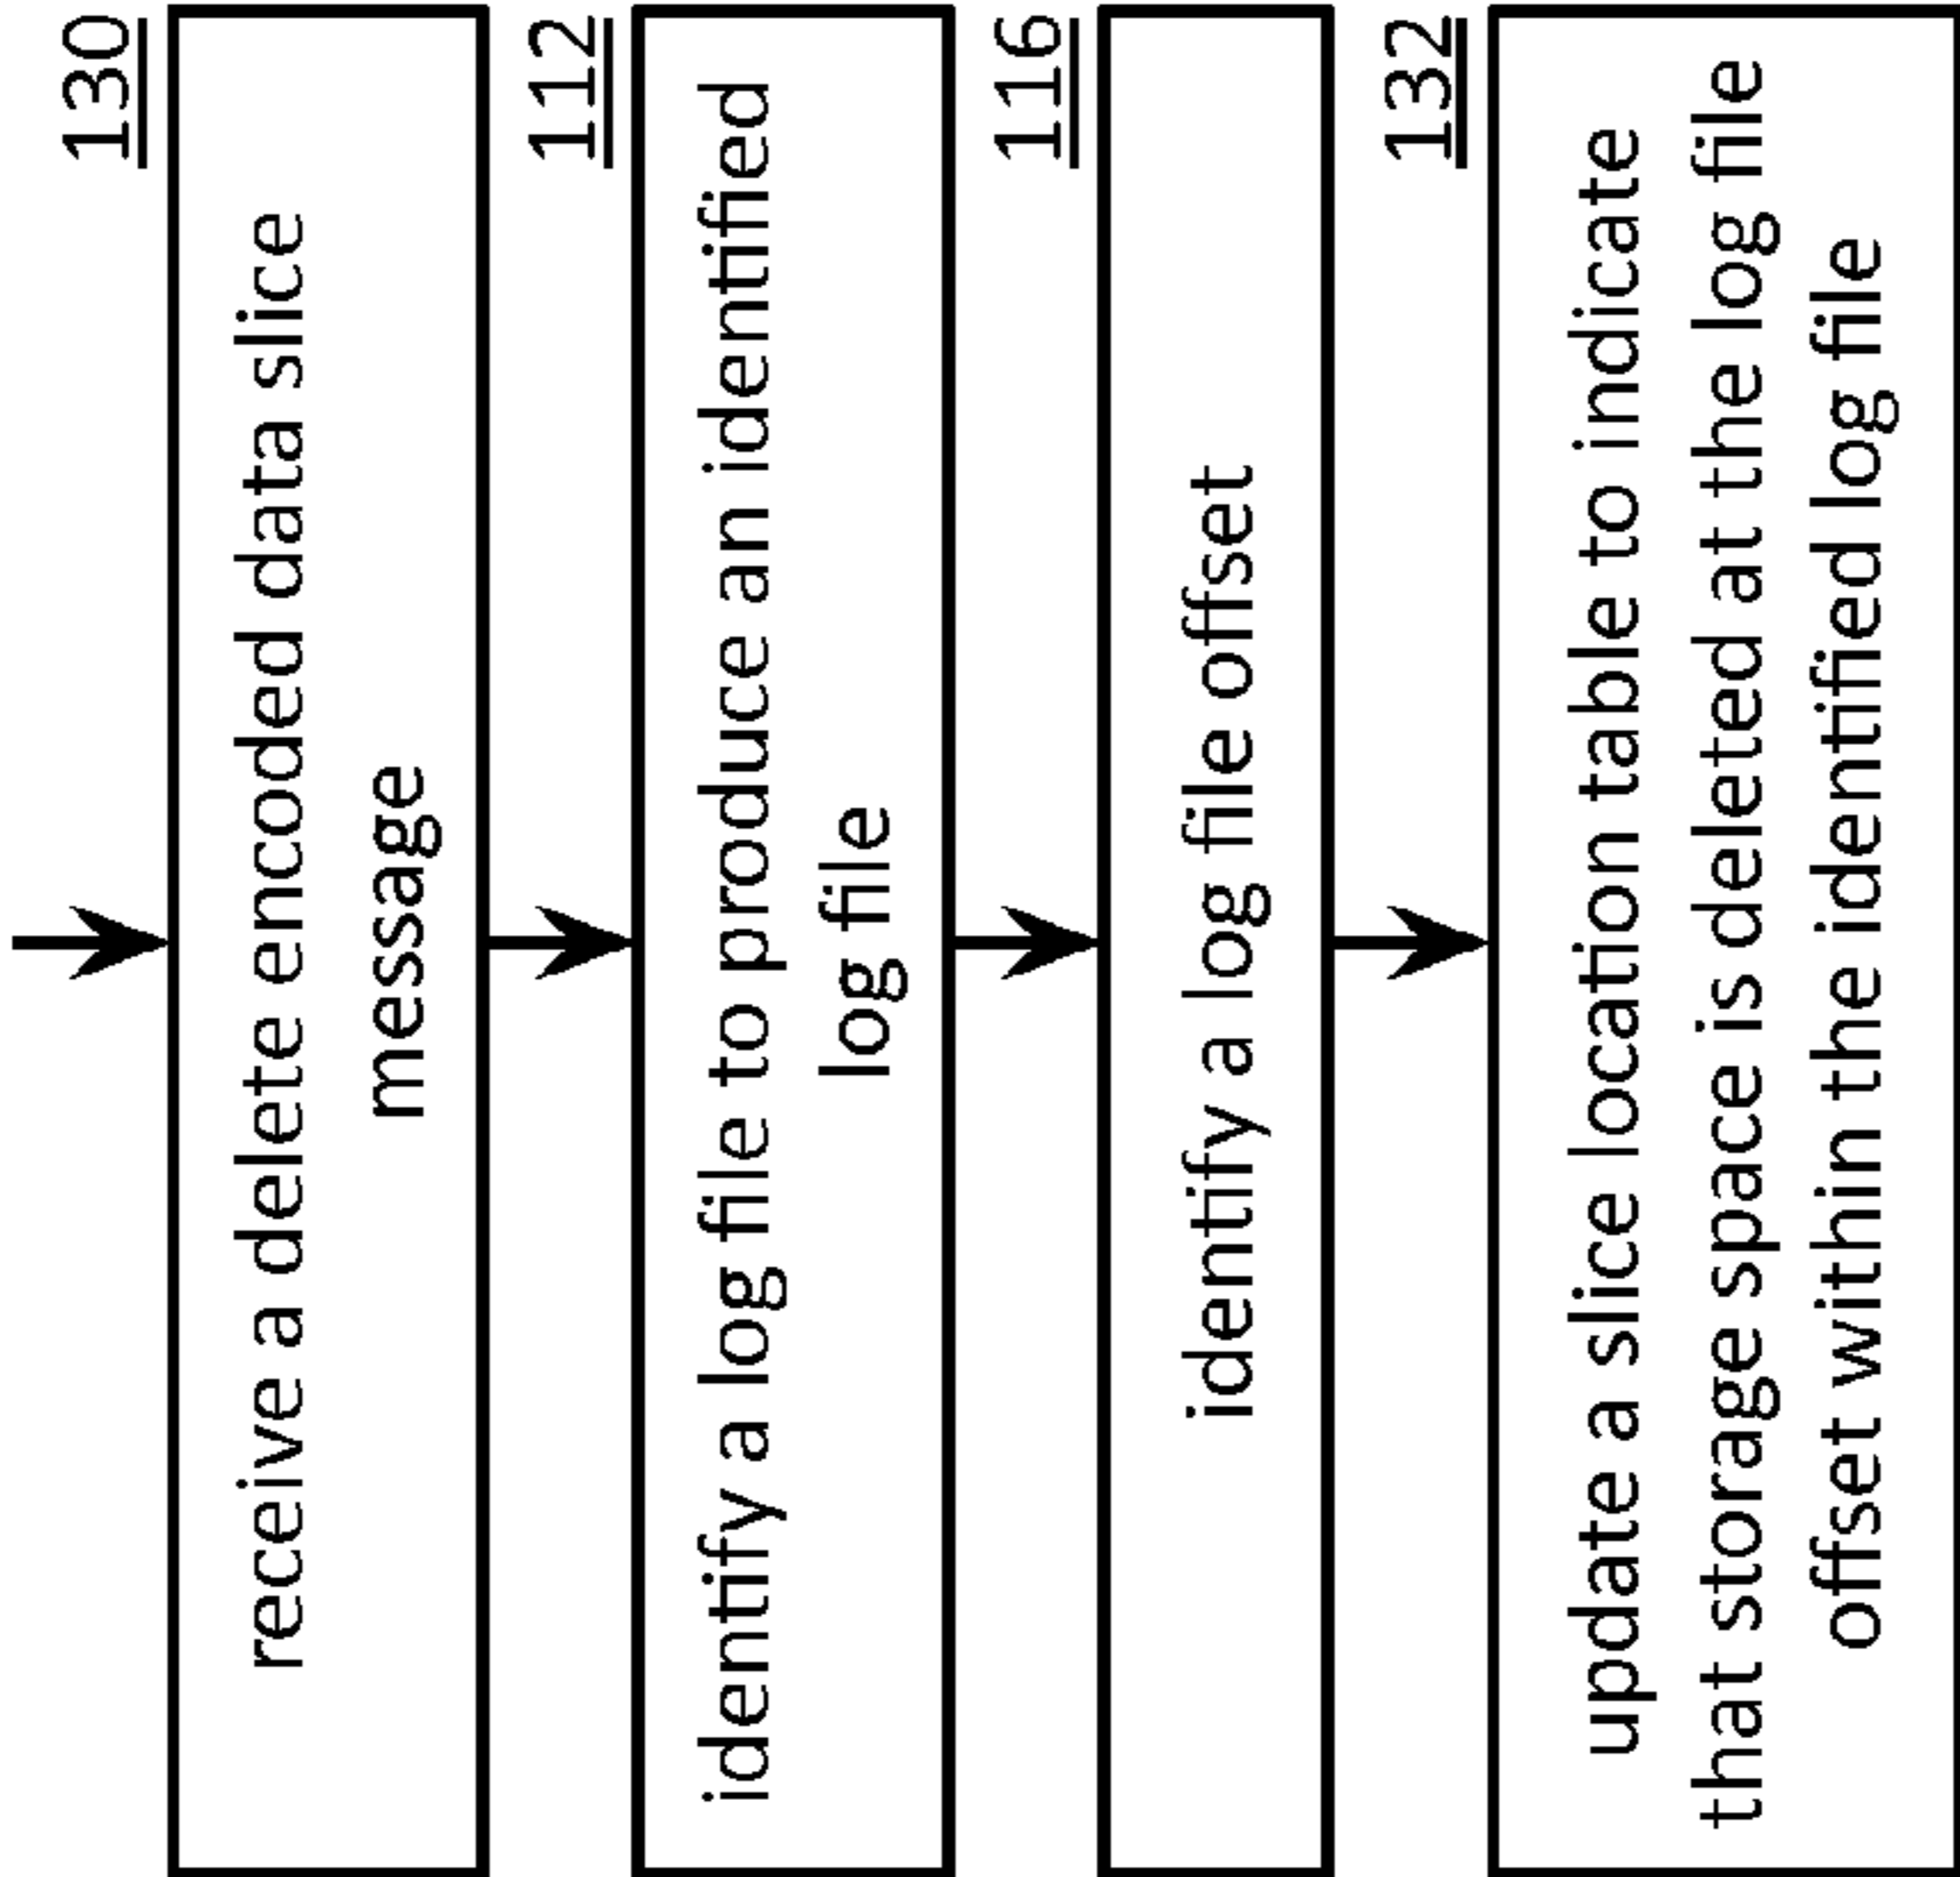 130
receive a delete encoded data slice
message
112
identify a log file to produce an identified
log file
116
identify a log file offset
132
update a slice location table to indicate
that storage space is deleted at the log file
offset within the identified log file